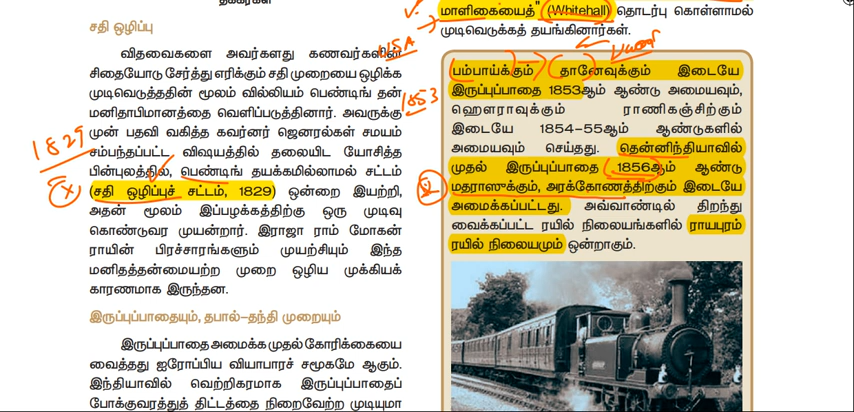 சதி ஒழிப்பு
விதவைகளை அவர்களது கணவர்களின்
சிதையோடு சேர்த்து எரிக்கும் சதி முறையை ஒழிக்க
முடிவெடுத்ததின் மூலம் வில்லியம் பெண்டிங் தன்
மனிதாபிமானத்தை வெளிப்படுத்தினார். அவருக்கு
முன் பதவி வகித்த கவர்னர் ஜெனரல்கள் சமயம்
சம்பந்தப்பட்ட விஷயத்தில் தலையிட யோசித்த
பின்புலத்தில், பெண்டிங் தயக்கமில்லாமல் சட்டம்
(சதி ஒழிப்புச் சட்டம், 1829) ஒன்றை இயற்றி,
அதன் மூலம் இப்பழக்கத்திற்கு ஒரு முடிவு
கொண்டுவர முயன்றார். இராஜா ராம் மோகன்
ராயின் பிரச்சாரங்களும் முயற்சியும் இந்த
மனிதத்தன்மையற்ற முறை ஒழிய முக்கியக்
காரணமாக இருந்தன.
இருப்புப்பாதையும், தபால்-தந்தி முறையும்
இருப்புப்பாதை அமைக்க முதல் கோரிக்கையை
வைத்தது ஐரோப்பிய வியாபாரச் சமூகமே ஆகும்.
இந்தியாவில் வெற்றிகரமாக இருப்புப்பாதைப்
போக்குவரத்துத் திட்டத்தை நிறைவேற்ற முடியுமா
1829
1853
மாளிகையைத்" (Whitehall) தொடர்பு கொள்ளாமல்
முடிவெடுக்கத் தயங்கினார்கள்.
பம்பாய்க்கும் தானேவுக்கும் இடையே
இருப்புப்பாதை 1853ஆம் ஆண்டு அமையவும்,
ஹௌராவுக்கும் ராணிகஞ்சிற்கும்
இடையே 1854–55ஆம் ஆண்டுகளில்
அமையவும் செய்தது. தென்னிந்தியாவில்
முதல் இருப்புப்பாதை 1856ஆம் ஆண்டு
மதராஸுக்கும், அரக்கோணத்திற்கும் இடையே
அமைக்கப்பட்டது. அவ்வாண்டில் திறந்து
வைக்கப்பட்ட ரயில் நிலையங்களில் ராயபுரம்
ரயில் நிலையமும் ஒன்றாகும்.